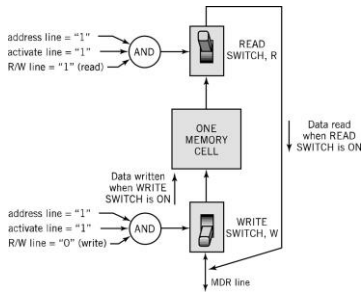 address line = “1”
activate line = “1”
R/W line = “1” (read)
AND
READ
SWITCH, R
ONE
MEMORY
CELL
Data read
when READ
SWITCH is ON
Data written
when WRITE
SWITCH is ON
address line = “1”
activate line = “1”
R/W line = “0” (write)
AND
WRITE
SWITCH, W
MDR line